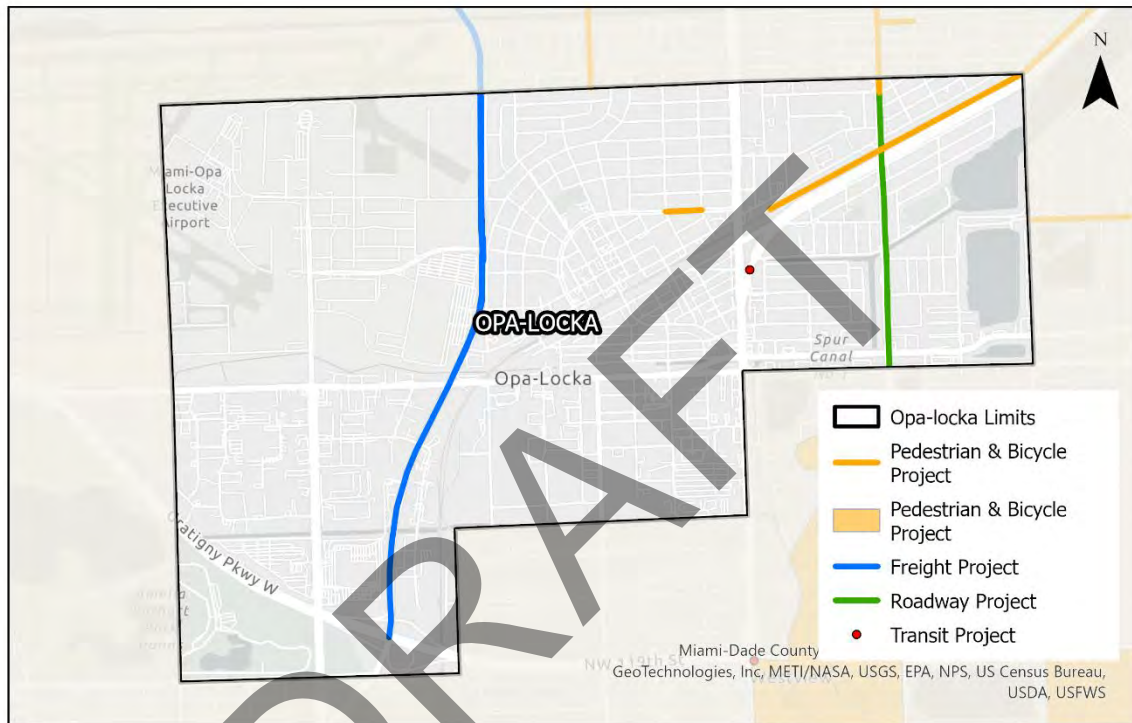 N
Miami-Opa
Locka
Executive
Airport
OPA-LOCKA
Opa-Locka
Spur
Canal
Gratigny Pkwy W
DRAFT
Opa-locka Limits
Pedestrian & Bicycle
Project
Pedestrian & Bicycle
Project
Freight Project
Roadway Project
Transit Project
Miami-Dade County
NW 119th St
GeoTechnologies, Inc, METI/NASA, USGS, EPA, NPS, US Census Bureau,
Westview
USDA, USFWS